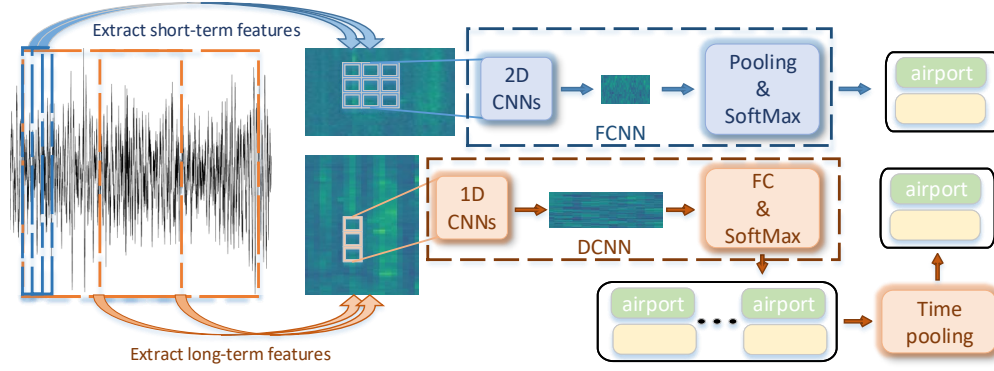 Extract short-term features
2D
CNNs
FCNN
Pooling
&
SoftMax
airport
1D
CNNs
DCNN
FC
&
SoftMax
airport
airport
airport
Time
pooling
Extract long-term features